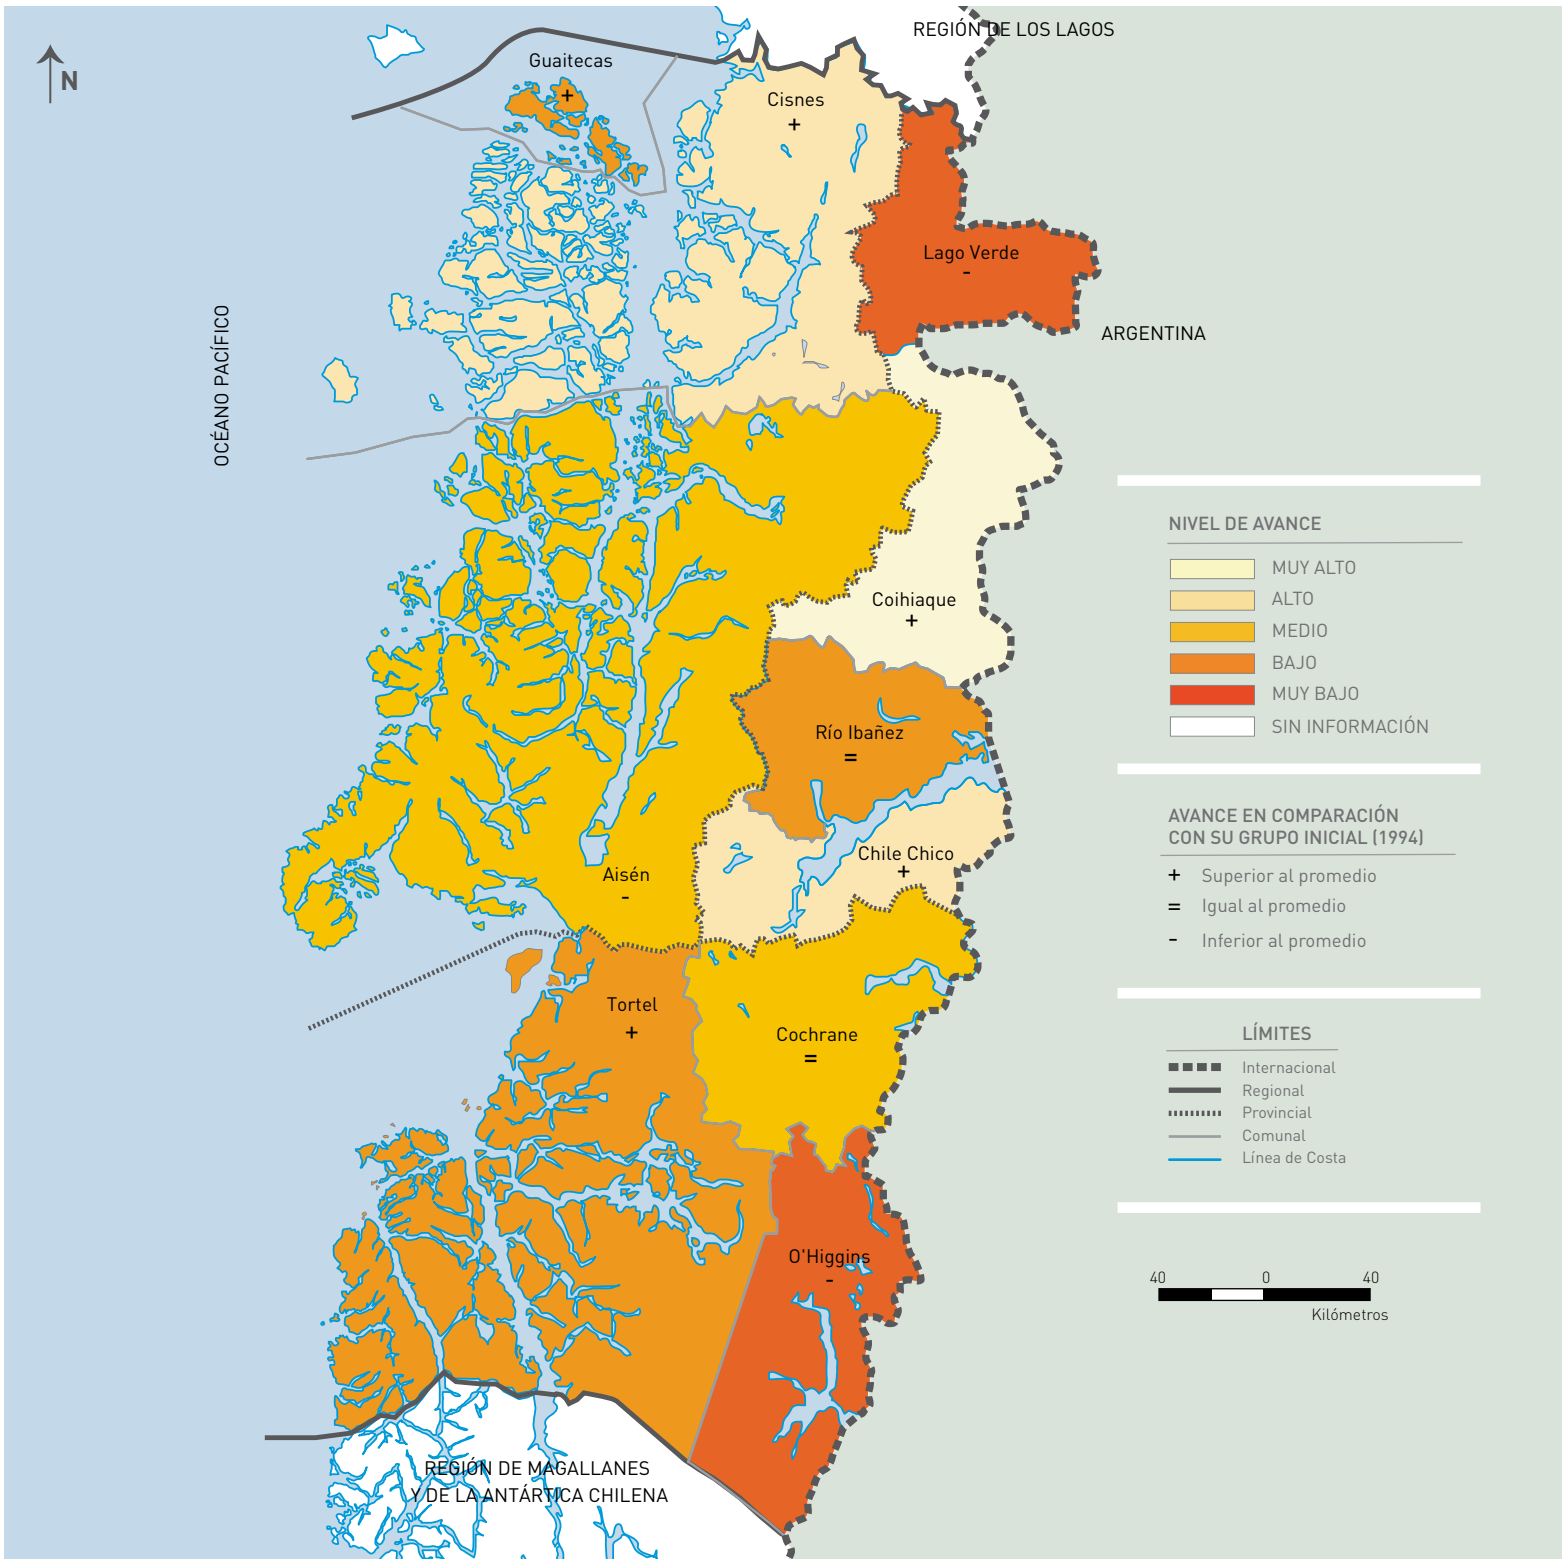 REGIÓN DE LOS LAGOS
N
Guaitecas
+
Cisnes
+
Lago Verde
-
OCÉANO PACÍFICO
ARGENTINA
Coihiaque
+
Río Ibañez
=
Chile Chico
+
Aisén
-
Tortel
+
Cochrane
=
O'Higgins
-
REGIÓN DE MAGALLANES
Y DE LA ANTÁRTICA CHILENA
NIVEL DE AVANCE
MUY ALTO
ALTO
MEDIO
BAJO
MUY BAJO
SIN INFORMACIÓN
AVANCE EN COMPARACIÓN
CON SU GRUPO INICIAL (1994)
+ Superior al promedio
= Igual al promedio
- Inferior al promedio
LÍMITES
Internacional
Regional
Provincial
Comunal
Línea de Costa
40 0 40
Kilómetros